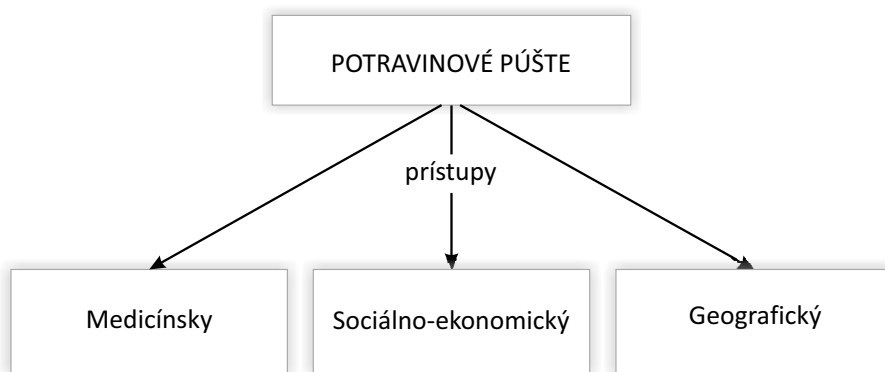 POTRAVINOVÉ PÚŠTE
prístupy
Medicínsky
Sociálno-ekonomický
Geografický